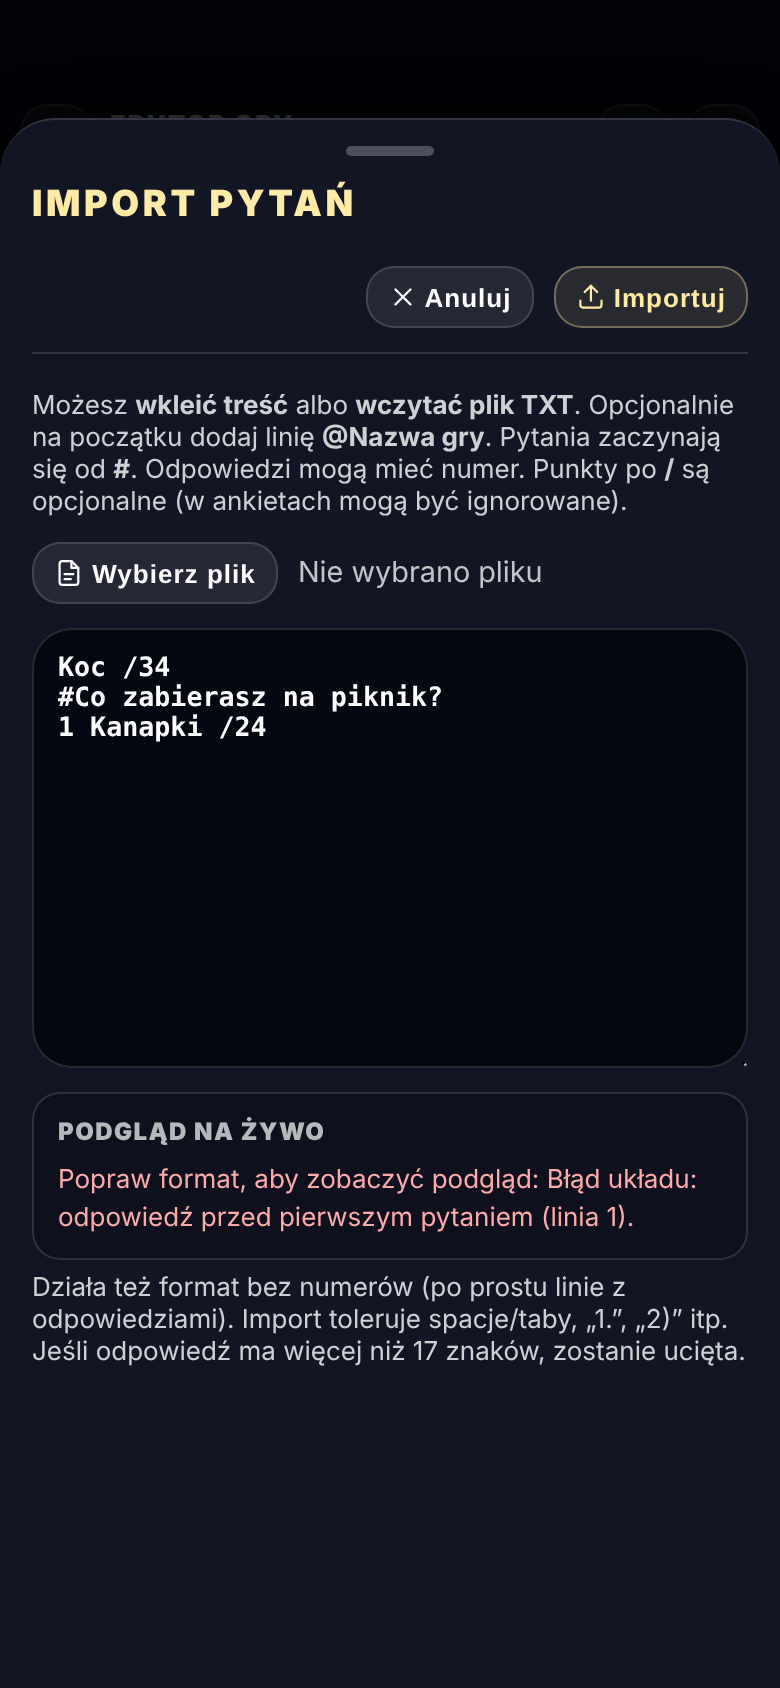 IMPORT PYTAŃ
Anuluj
Importuj
Możesz wkleić treść albo wczytać plik TXT. Opcjonalnie
na początku dodaj linię @Nazwa gry. Pytania zaczynają
się od #. Odpowiedzi mogą mieć numer. Punkty po / są
opcjonalne (w ankietach mogą być ignorowane).
Wybierz plik
Nie wybrano pliku
Koc /34
#Co zabierasz na piknik?
1 Kanapki /24
PODGLĄD NA ŻYWO
Popraw format, aby zobaczyć podgląd: Błąd układu:
odpowiedź przed pierwszym pytaniem (linia 1).
Działa też format bez numerów (po prostu linie z
odpowiedziami). Import toleruje spacje/taby, „1.”, „2)” itp.
Jeśli odpowiedź ma więcej niż 17 znaków, zostanie ucięta.